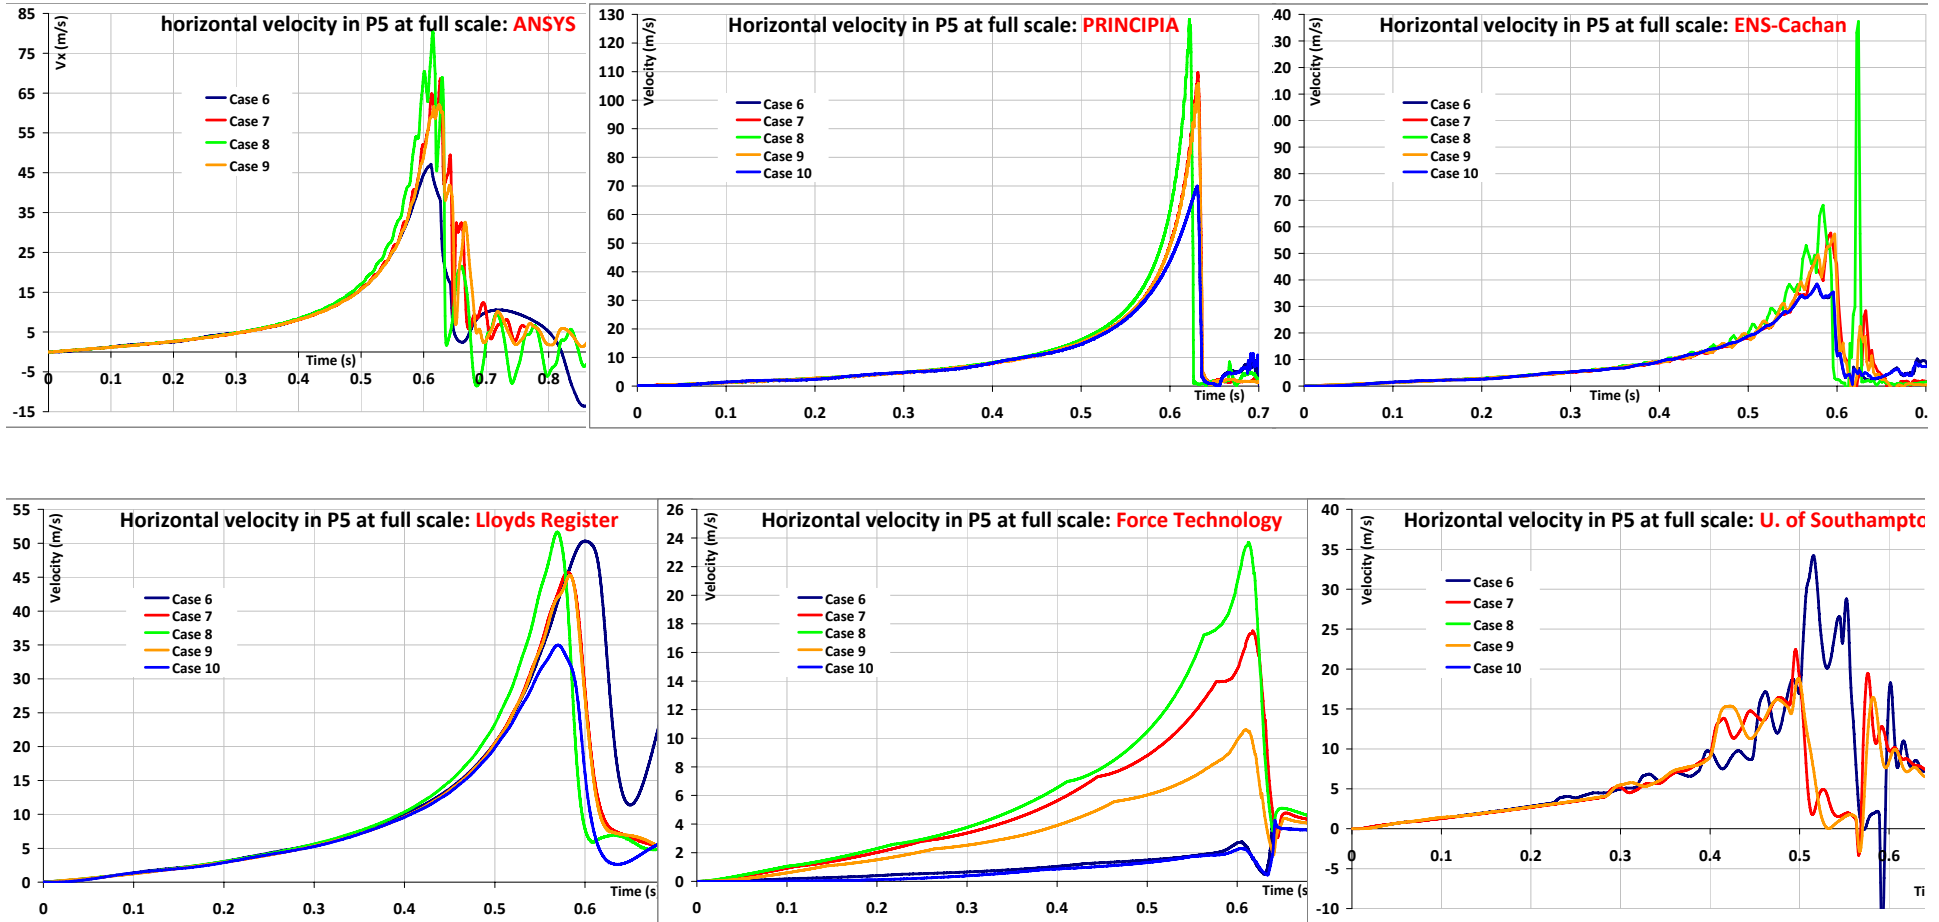 horizontal velocity in P5 at full scale: ANSYS
Vx (m/s)
85
75
65
55
45
35
25
15
5
-5
-15
Case 6
Case 7
Case 8
Case 9
0 0.1 0.2 0.3 0.4 0.5 0.6 0.7 0.8
Time (s)
Horizontal velocity in P5 at full scale: PRINCIPIA
Velocity (m/s)
130
120
110
100
90
80
70
60
50
40
30
20
10
0
Case 6
Case 7
Case 8
Case 9
Case 10
Time (s)
0 0.1 0.2 0.3 0.4 0.5 0.6 0.7
Horizontal velocity in P5 at full scale: ENS-Cachan
Velocity (m/s)
.40
.30
.20
.10
.00
90
80
70
60
50
40
30
20
10
0
Case 6
Case 7
Case 8
Case 9
Case 10
Time (s)
0 0.1 0.2 0.3 0.4 0.5 0.6 0.
Horizontal velocity in P5 at full scale: Lloyds Register
Velocity (m/s)
55
50
45
40
35
30
25
20
15
10
5
0
Case 6
Case 7
Case 8
Case 9
Case 10
Time (s
0 0.1 0.2 0.3 0.4 0.5 0.6
Horizontal velocity in P5 at full scale: Force Technology
Velocity (m/s)
26
24
22
20
18
16
14
12
10
8
6
4
2
0
Case 6
Case 7
Case 8
Case 9
Case 10
Time (s
0 0.1 0.2 0.3 0.4 0.5 0.6
Horizontal velocity in P5 at full scale: U. of Southampto
Velocity (m/s)
40
35
30
25
20
15
10
5
0
-5
-10
Case 6
Case 7
Case 8
Case 9
Case 10
0 0.1 0.2 0.3 0.4 0.5 0.6
Ti